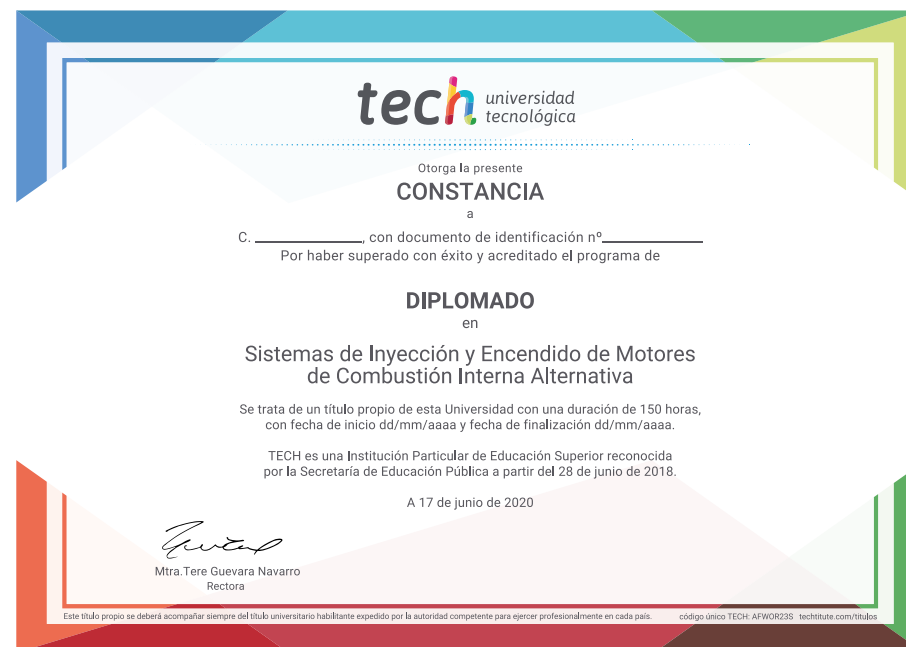 tech universidad
tecnológica
Otorga la presente
CONSTANCIA
a
C. ____________, con documento de identificación nº____________
Por haber superado con éxito y acreditado el programa de
DIPLOMADO
en
Sistemas de Inyección y Encendido de Motores
de Combustión Interna Alternativa
Se trata de un título propio de esta Universidad con una duración de 150 horas,
con fecha de inicio dd/mm/aaaa y fecha de finalización dd/mm/aaaa.
TECH es una Institución Particular de Educación Superior reconocida
por la Secretaría de Educación Pública a partir del 28 de junio de 2018.
A 17 de junio de 2020
Mtra.Tere Guevara Navarro
Rectora
Este título propio se deberá acompañar siempre del título universitario habilitante expedido por la autoridad competente para ejercer profesionalmente en cada país. código único TECH: AFWOR23S techtitute.com/titulos